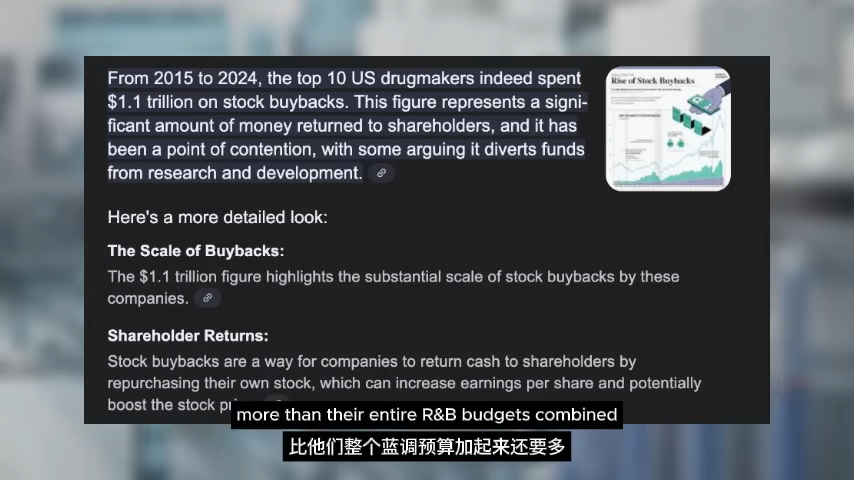 From 2015 to 2024, the top 10 US drugmakers indeed spent
$1.1 trillion on stock buybacks. This figure represents a signi-
ficant amount of money returned to shareholders, and it has
been a point of contention, with some arguing it diverts funds
from research and development.
Rise of Stock Buybacks
Here's a more detailed look:
The Scale of Buybacks:
The $1.1 trillion figure highlights the substantial scale of stock buybacks by these
companies.
Shareholder Returns:
Stock buybacks are a way for companies to return cash to shareholders by
repurchasing their own stock, which can increase earnings per share and potentially
boost the stock
more than their entire R&B budgets combined
比他们整个蓝调预算加起来还要多